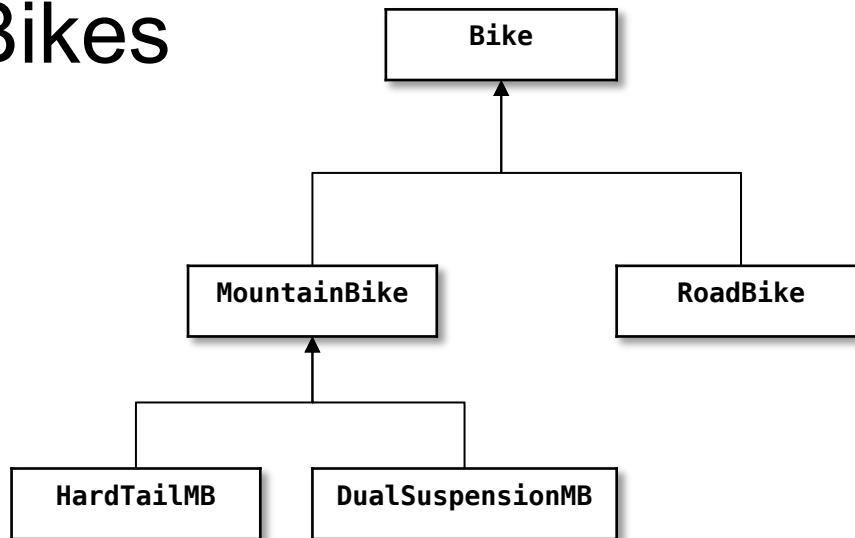 Bikes
Bike
MountainBike
RoadBike
HardTailMB
DualSuspensionMB